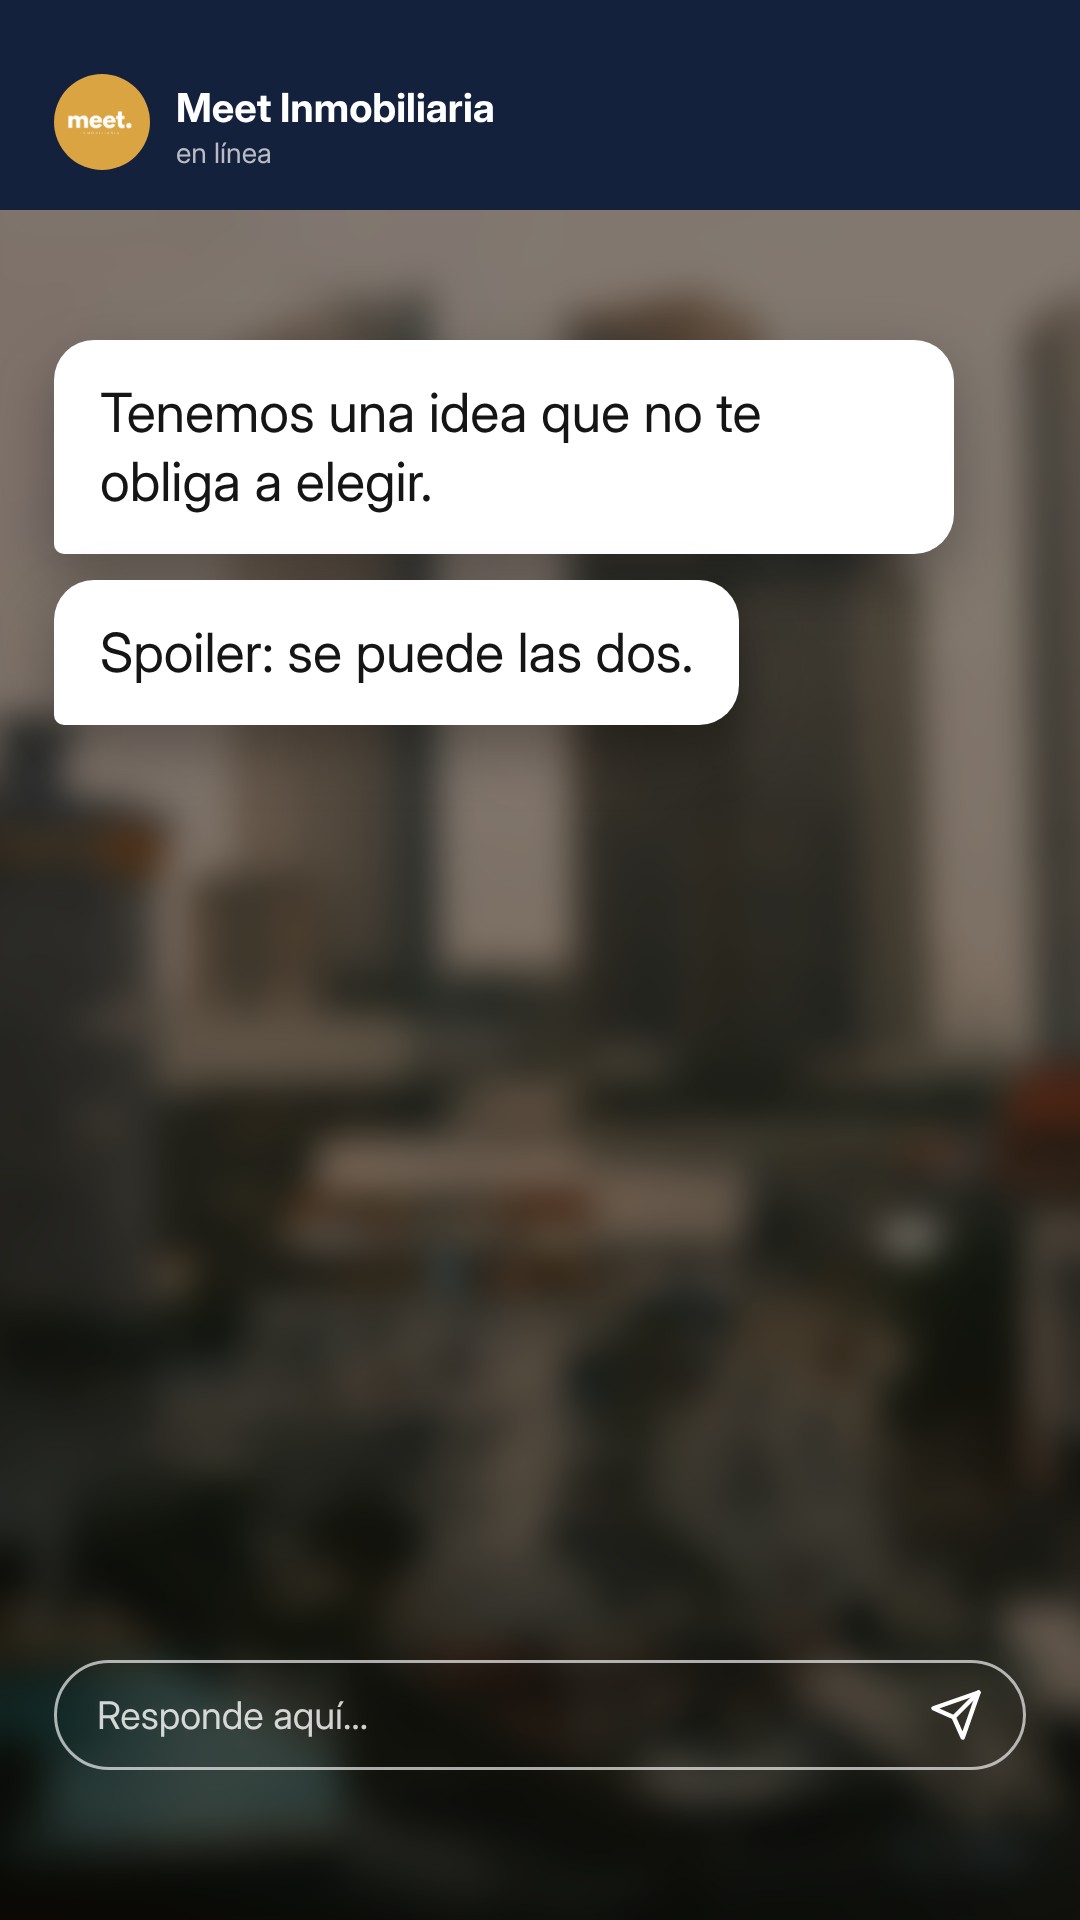 meet.
Meet Inmobiliaria
en línea
Tenemos una idea que no te
obliga a elegir.
Spoiler: se puede las dos.
Responde aquí...